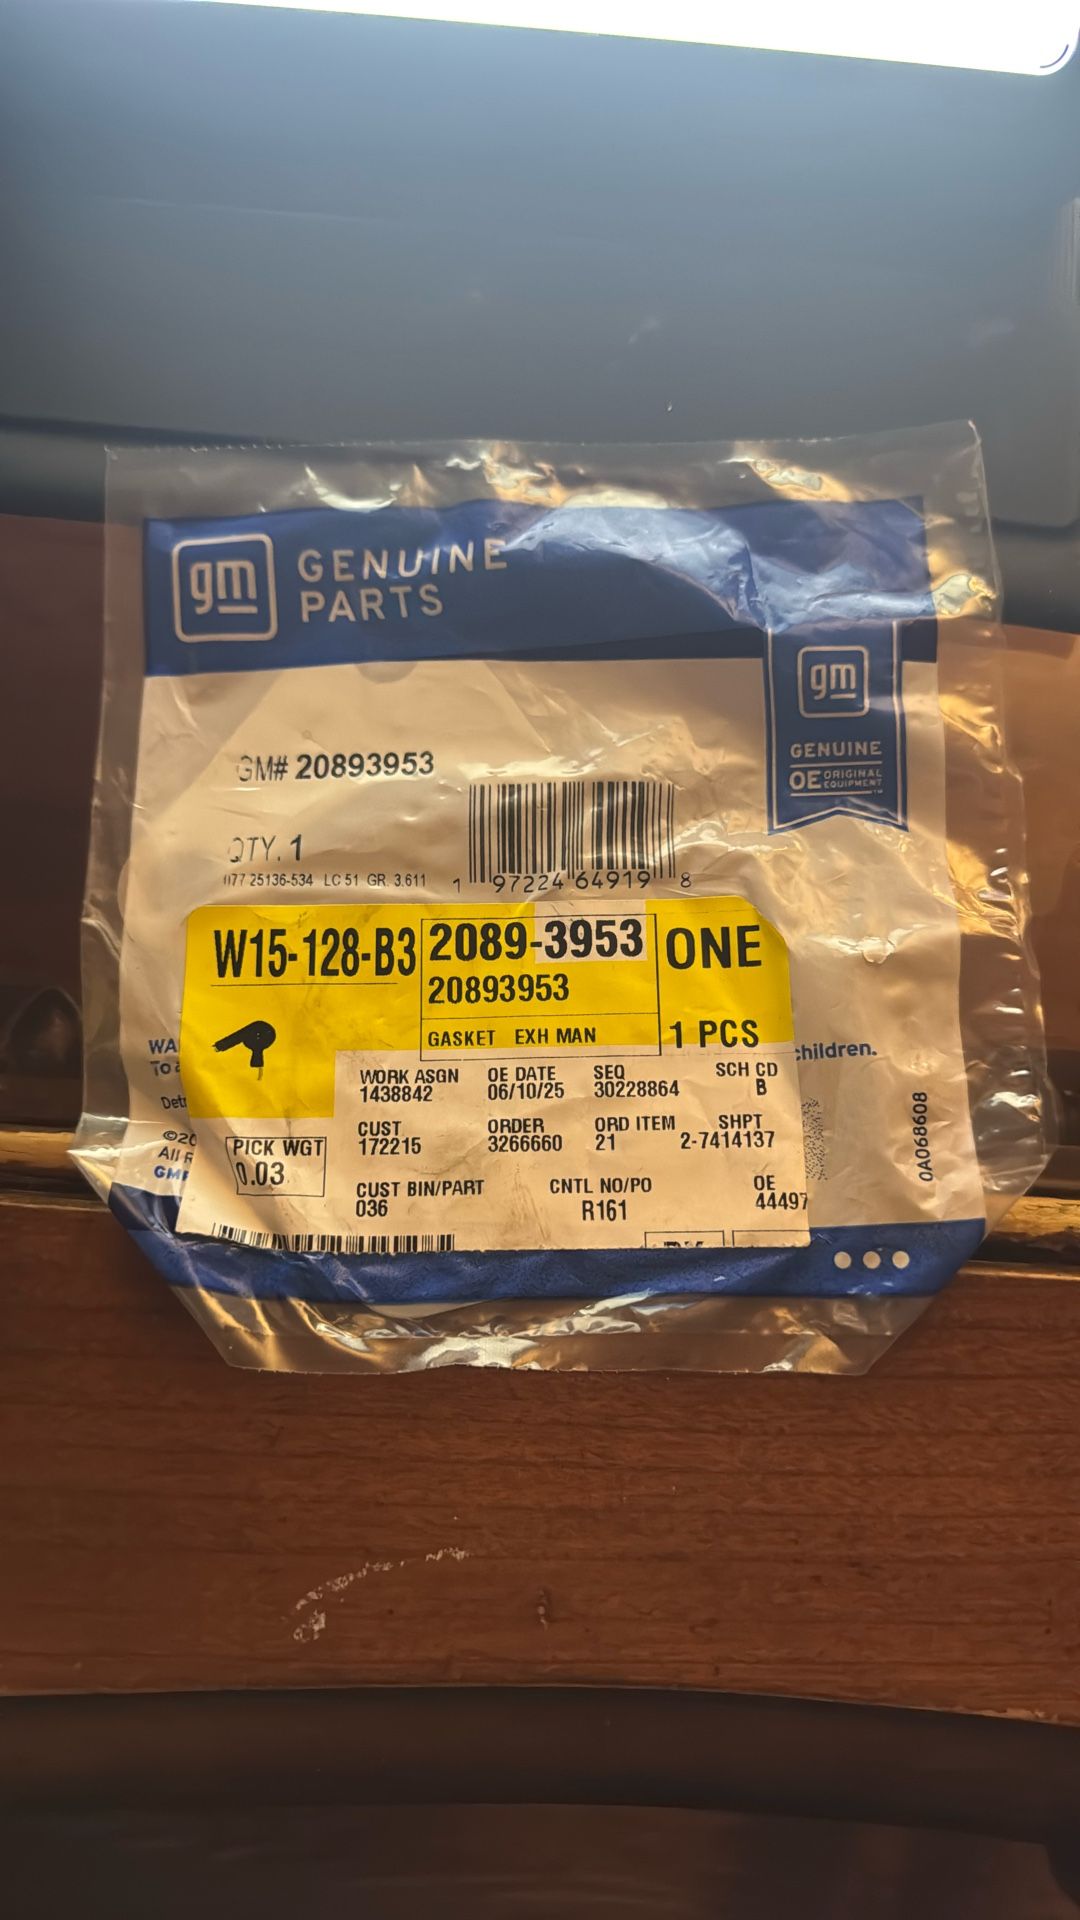 gm GENUINE
PARTS
gm
GENUINE
OE ORIGINAL
EQUIPMENT
GM# 20893953
QTY. 1
LC 51 GR. 3.611
1 97224 64919 8
W15-128-B3
2089-3953
20893953
GASKET EXH MAN
ONE
1 PCS
children.
WORK ASGN OE DATE SEQ SCH CD
1438842 06/10/25 30228864 B
CUST ORDER ORD ITEM SHPT
172215 3266660 21 2-7414137
PICK WGT
0.03
CUST BIN/PART CNTL NO/PO OE
036 R161 44497
0A068608